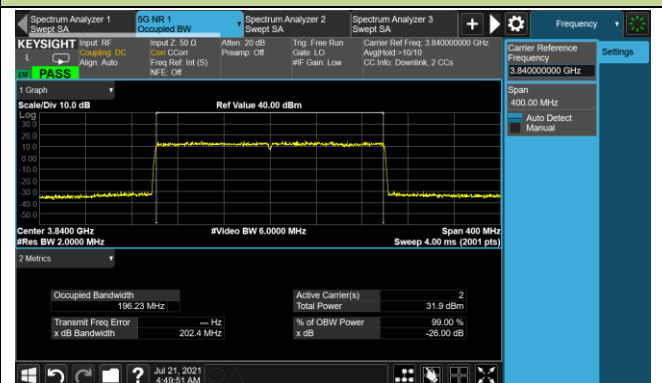 Spectrum Analyzer 1
Swept SA
5G NR 1
Occupied BW
Spectrum Analyzer 2
Swept SA
Spectrum Analyzer 3
Swept SA
Frequency
KEYSIGHT
L
LXI
PASS
Input: RF
Coupling: DC
Align: Auto
Input Z: 50 Ω
Corr CCorr
Freq Ref: Int (S)
NFE: Off
Atten: 20 dB
Preamp: Off
Trig: Free Run
Gate: LO
#IF Gain: Low
Carrier Ref Freq: 3.840000000 GHz
Avg|Hold:>10/10
CC Info: Downlink, 2 CCs
Carrier Reference
Frequency
3.840000000 GHz
Settings
Span
400.00 MHz
Auto Detect
Manual
1 Graph
Scale/Div 10.0 dB
Ref Value 40.00 dBm
Log
30.0
20.0
10.0
0.00
-10.0
-20.0
-30.0
-40.0
-50.0
Center 3.8400 GHz
#Video BW 6.0000 MHz
Span 400 MHz
#Res BW 2.0000 MHz
Sweep 4.00 ms (2001 pts)
2 Metrics
Occupied Bandwidth
196.23 MHz
Active Carrier(s) 2
Total Power 31.9 dBm
Transmit Freq Error --- Hz
x dB Bandwidth 202.4 MHz
% of OBW Power 99.00 %
x dB -26.00 dB
?
Jul 21, 2021
4:49:51 AM